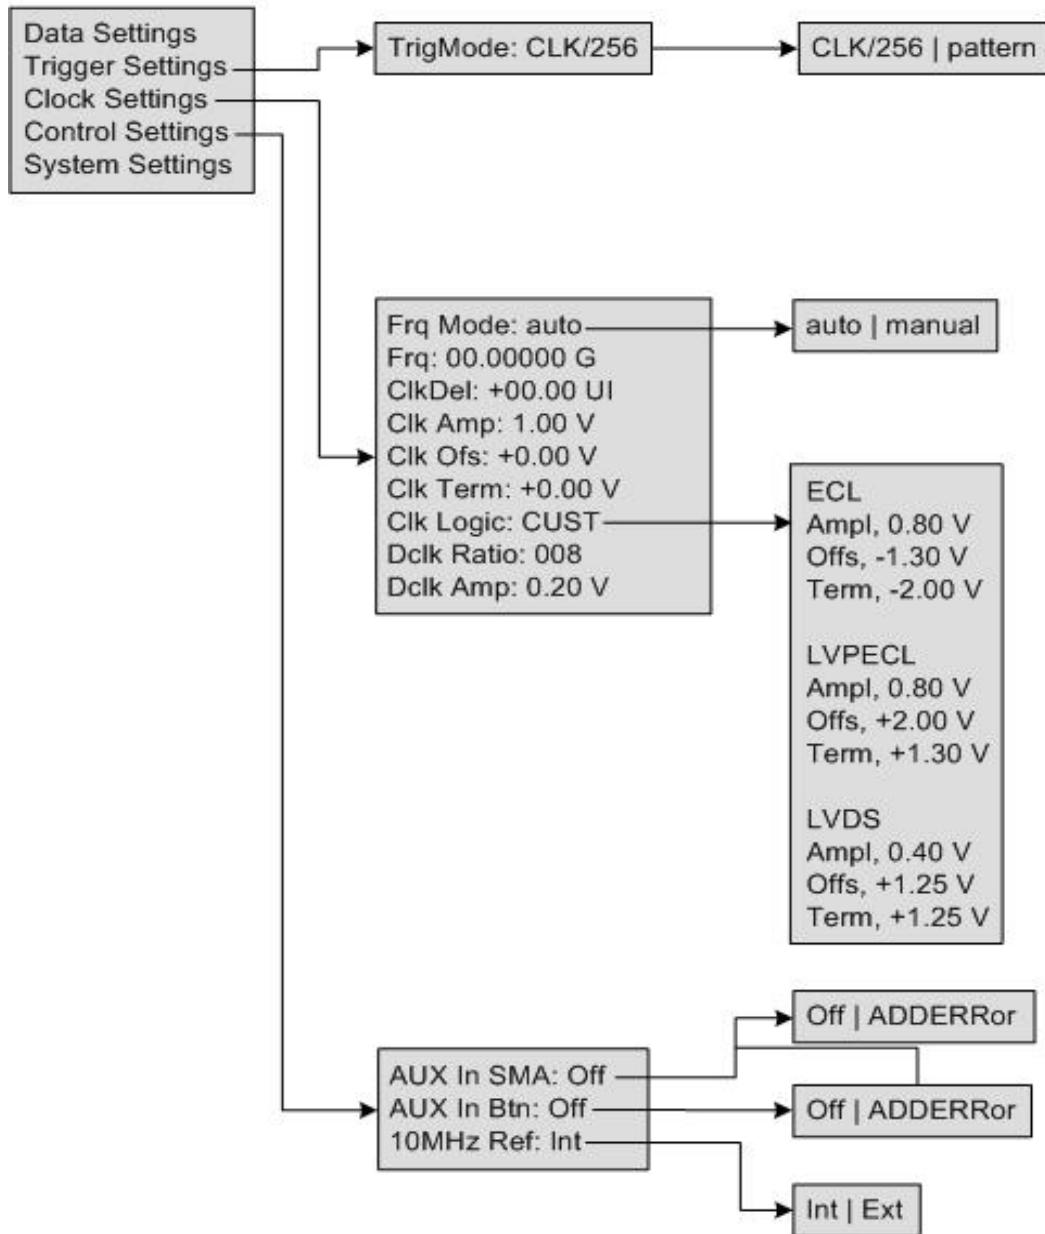 Data Settings
Trigger Settings
Clock Settings
Control Settings
System Settings
TrigMode: CLK/256
CLK/256 | pattern
Frq Mode: auto
Frq: 00.00000 G
ClkDel: +00.00 UI
Clk Amp: 1.00 V
Clk Ofs: +0.00 V
Clk Term: +0.00 V
Clk Logic: CUST
Dclk Ratio: 008
Dclk Amp: 0.20 V
auto | manual
ECL
Ampl, 0.80 V
Offs, -1.30 V
Term, -2.00 V
LVPECL
Ampl, 0.80 V
Offs, +2.00 V
Term, +1.30 V
LVDS
Ampl, 0.40 V
Offs, +1.25 V
Term, +1.25 V
AUX In SMA: Off
AUX In Btn: Off
10MHz Ref: Int
Off | ADDERRor
Off | ADDERRor
Int | Ext